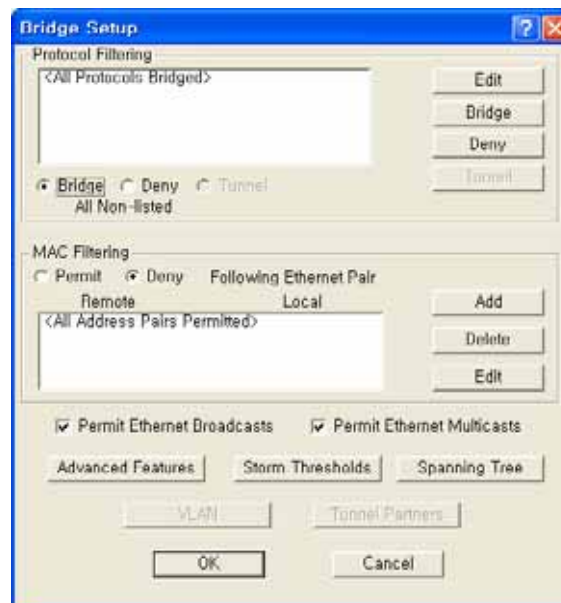 Bridge Setup
Protocol Filtering
<All Protocols Bridged>
Edit
Bridge
Deny
Tunnel
Bridge Deny Tunnel
All Non-listed
MAC Filtering
Permit Deny Following Ethernet Pair
Remote Local
<All Address Pairs Permitted>
Add
Delete
Edit
Permit Ethernet Broadcasts Permit Ethernet Multicasts
Advanced Features Storm Thresholds Spanning Tree
VLAN Tunnel Partners
OK Cancel